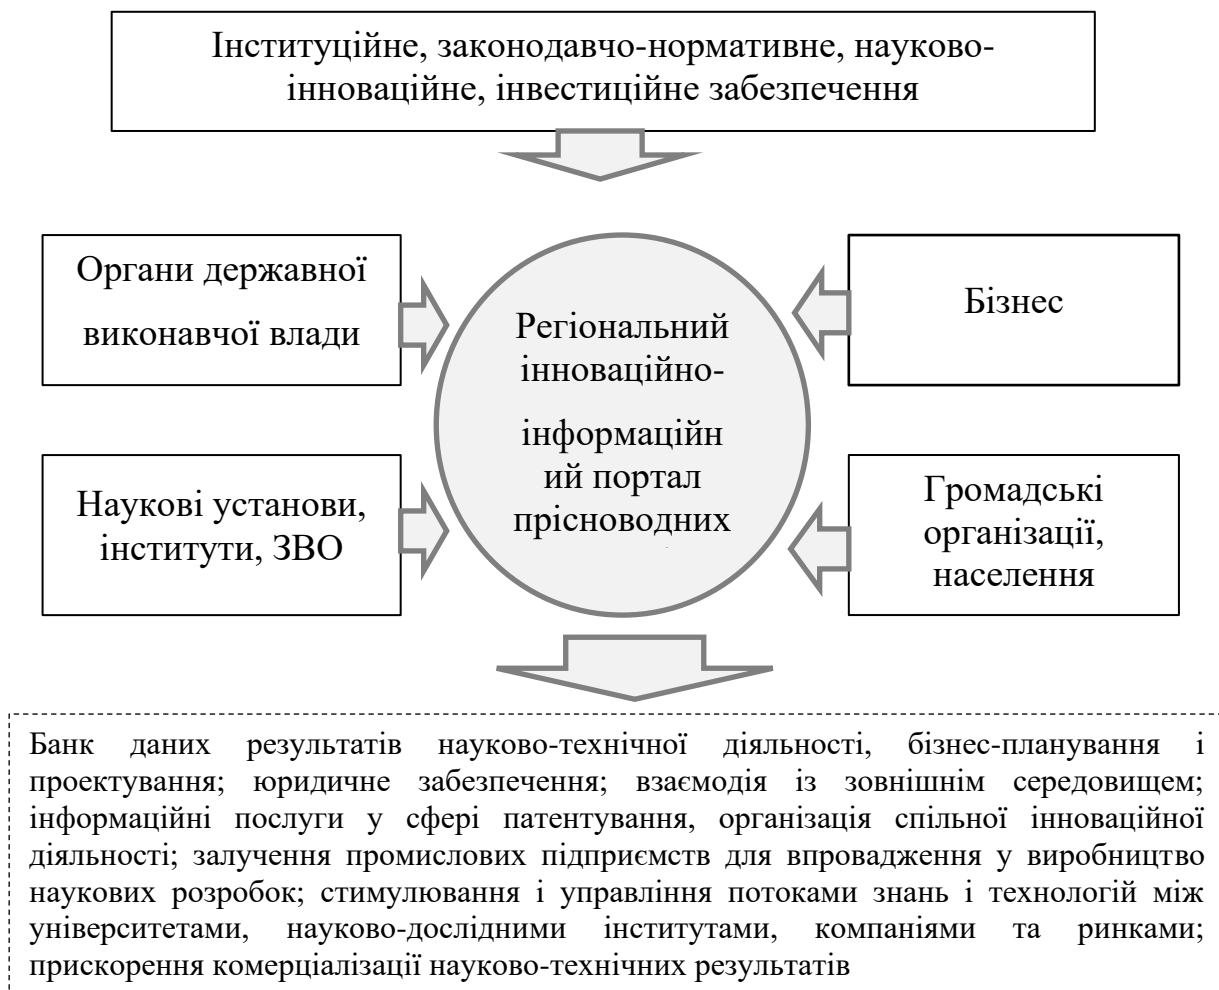 Інституційне, законодавчо-нормативне, науково-
інноваційне, інвестиційне забезпечення
Органи державної
виконавчої влади
Бізнес
Регіональний
інноваційно-
інформаційн
ий портал
прісноводних
Наукові установи,
інститути, ЗВО
Громадські
організації,
населення
Банк даних результатів науково-технічної діяльності, бізнес-планування і
проектування; юридичне забезпечення; взаємодія із зовнішнім середовищем;
інформаційні послуги у сфері патентування, організація спільної інноваційної
діяльності; залучення промислових підприємств для впровадження у виробництво
наукових розробок; стимулювання і управління потоками знань і технологій між
університетами, науково-дослідними інститутами, компаніями та ринками;
прискорення комерціалізації науково-технічних результатів